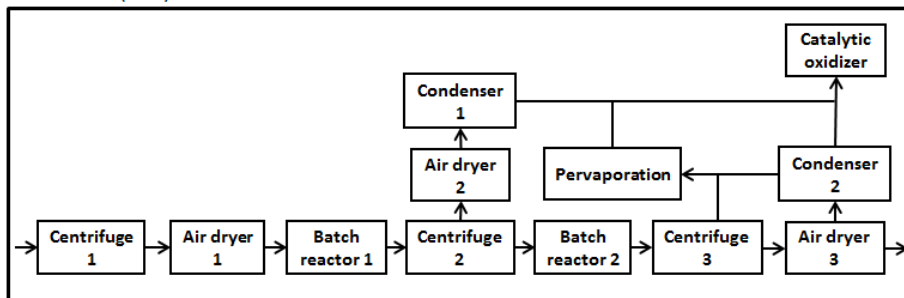 Catalytic
oxidizer
Condenser
1
Air dryer
2
Pervaporation
Condenser
2
Centrifuge
1
Air dryer
1
Batch
reactor 1
Centrifuge
2
Batch
reactor 2
Centrifuge
3
Air dryer
3